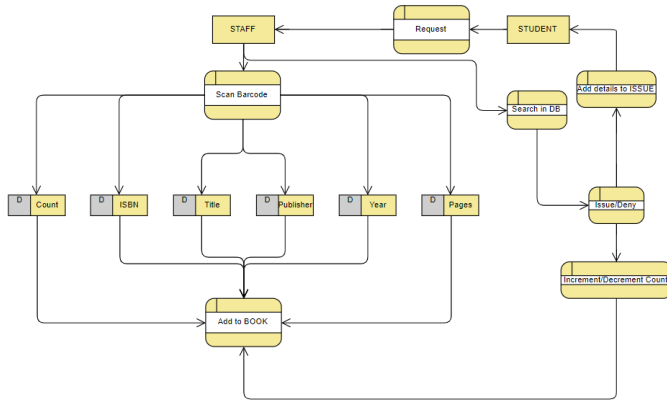 STAFF
Request
STUDENT
Scan Barcode
Search in DB
Add details to ISSUE
D Count
D ISBN
D Title
D Publisher
D Year
D Pages
Issue/Deny
Increment/Decrement Count
Add to BOOK